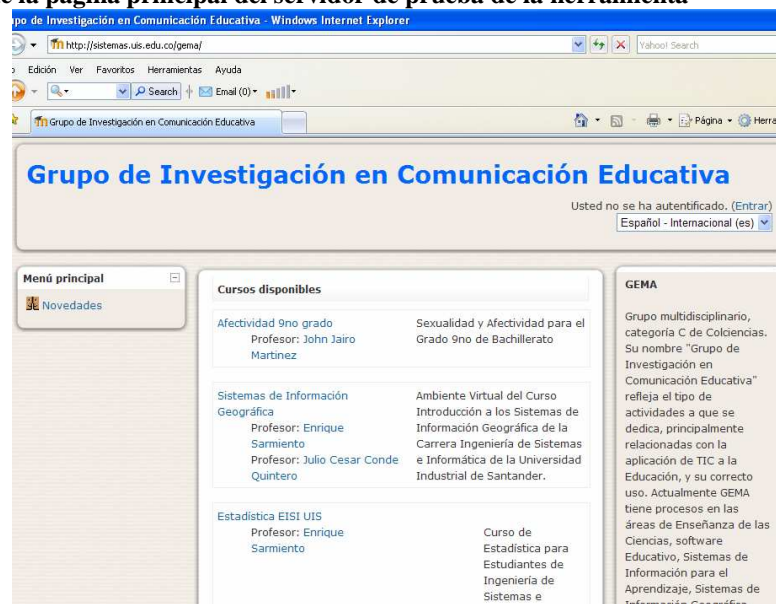 e la página principal del servidor de prueba de la herramienta
po de Investigación en Comunicación Educativa - Windows Internet Explorer
http://sistemas.uis.edu.co/gema/
Yahoo! Search
Edición Ver Favoritos Herramientas Ayuda
Search
Email (0)
Grupo de Investigación en Comunicación Educativa
Página
Herra
Grupo de Investigación en Comunicación Educativa
Usted no se ha autentificado. (Entrar)
Español - Internacional (es)
Menú principal
Novedades
Cursos disponibles
Afectividad 9no grado
Profesor: John Jairo
Martinez
Sexualidad y Afectividad para el
Grado 9no de Bachillerato
Sistemas de Información
Geográfica
Profesor: Enrique
Sarmiento
Profesor: Julio Cesar Conde
Quintero
Ambiente Virtual del Curso
Introducción a los Sistemas de
Información Geográfica de la
Carrera Ingeniería de Sistemas
e Informática de la Universidad
Industrial de Santander.
Estadística EISI UIS
Profesor: Enrique
Sarmiento
Curso de
Estadística para
Estudiantes de
Ingeniería de
Sistemas e
GEMA
Grupo multidisciplinario,
categoría C de Colciencias.
Su nombre "Grupo de
Investigación en
Comunicación Educativa"
refleja el tipo de
actividades a que se
dedica, principalmente
relacionadas con la
aplicación de TIC a la
Educación, y su correcto
uso. Actualmente GEMA
tiene procesos en las
áreas de Enseñanza de las
Ciencias, software
Educativo, Sistemas de
Información para el
Aprendizaje, Sistemas de
Información Geográfica